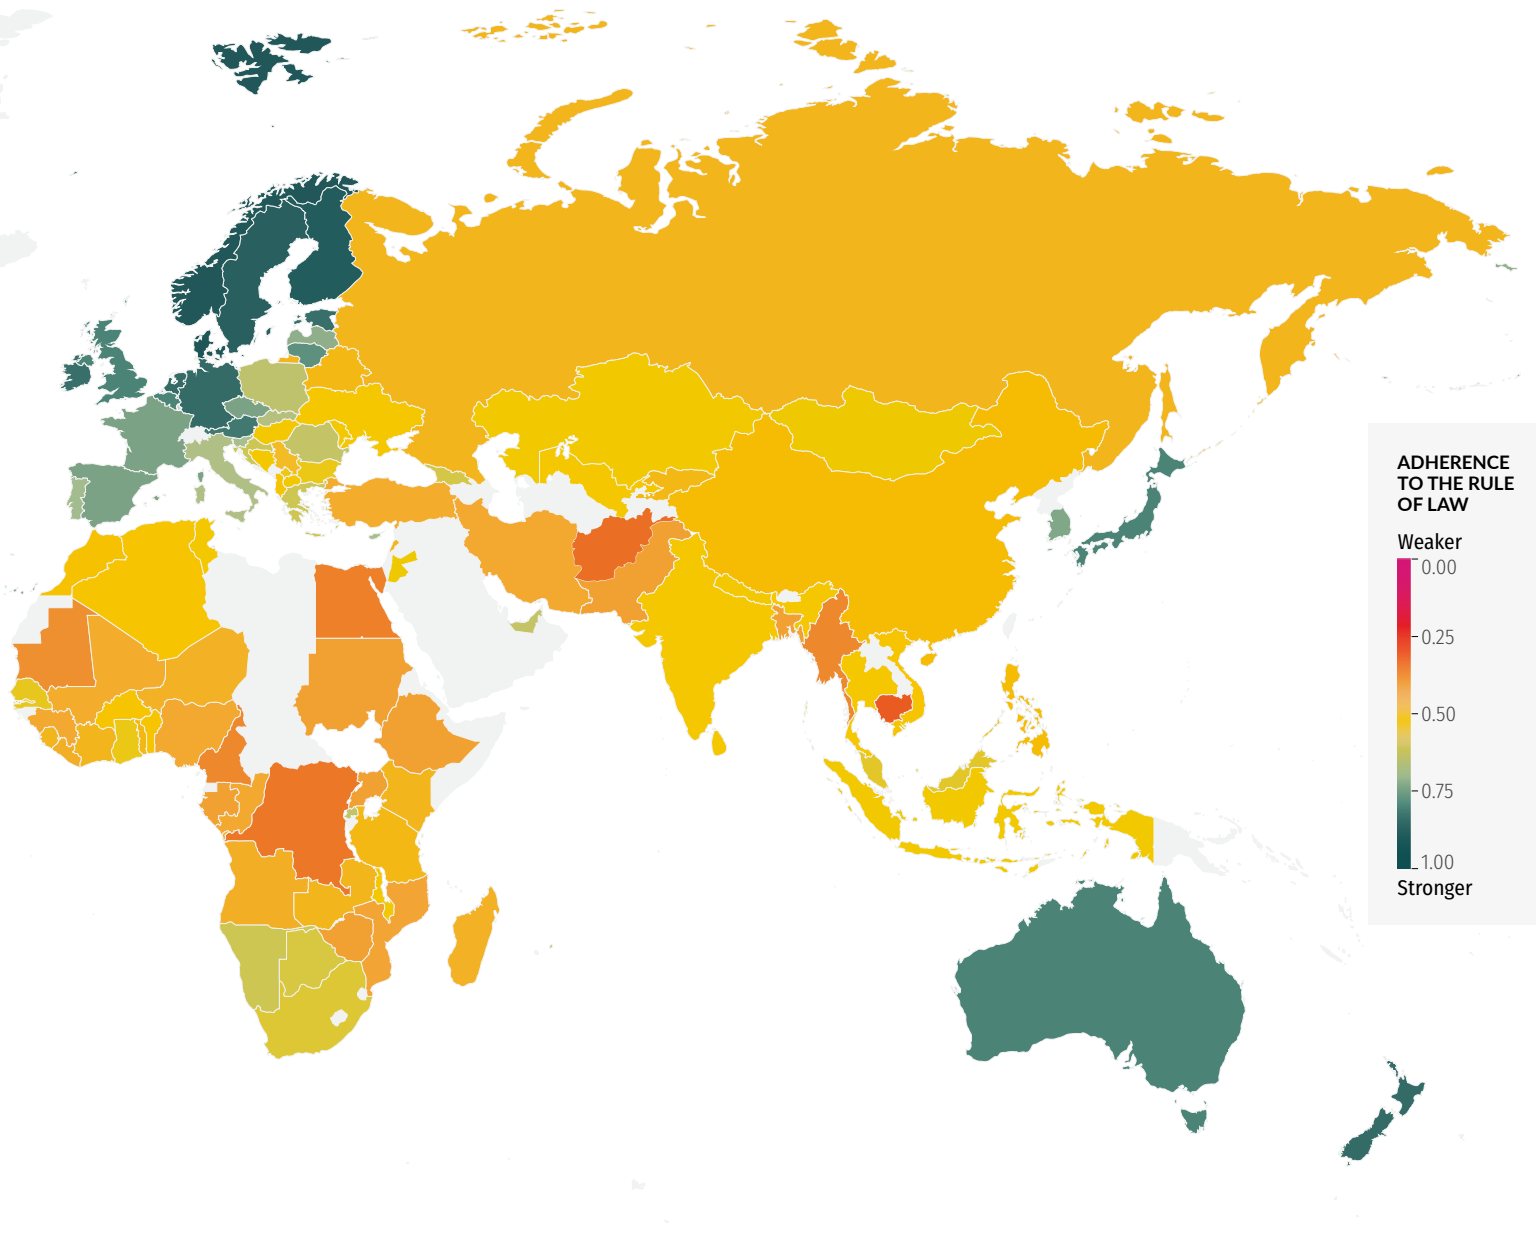 ADHERENCE
TO THE RULE
OF LAW
Weaker
0.00
0.25
0.50
0.75
1.00
Stronger